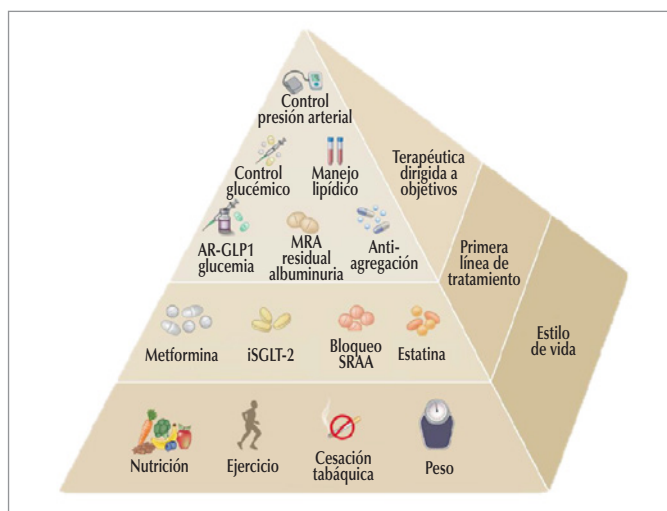 Control
presión arterial
Control
glucémico
Manejo
lipídico
Terapéutica
dirigida a
objetivos
AR-GLP1
glucemia
MRA
residual
albuminuria
Anti-
agregación
Primera
línea de
tratamiento
Metformina
iSGLT-2
Bloqueo
SRAA
Estatina
Estilo
de vida
Nutrición
Ejercicio
Cesación
tabáquica
Peso